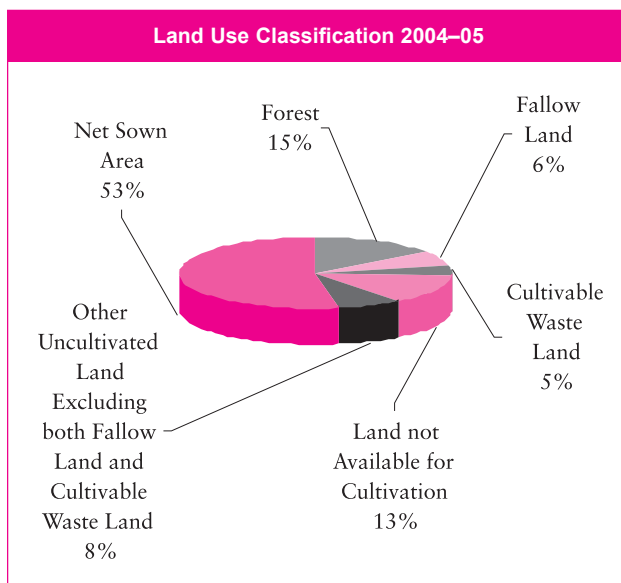 Land Use Classification 2004–05
Net Sown
Area
53%
Forest
15%
Fallow
Land
6%
Cultivable
Waste
Land
5%
Land not
Available for
Cultivation
13%
Other
Uncultivated
Land
Excluding
both Fallow
Land and
Cultivable
Waste Land
8%